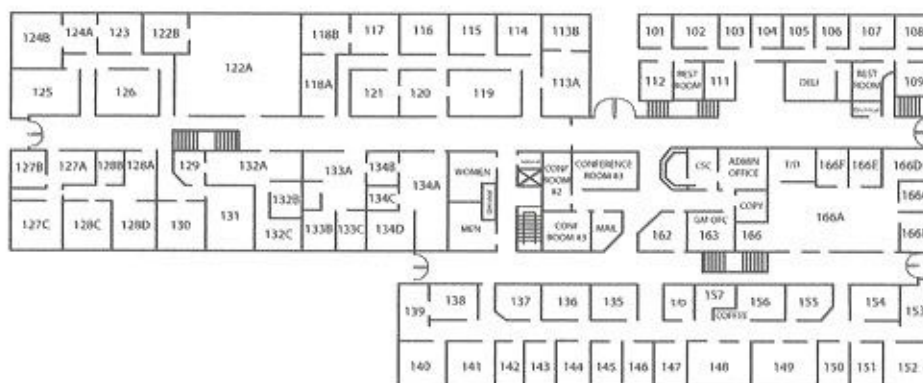 124B
124A
123
122B
122A
118B
117
116
115
114
113B
101
102
103
104
105
106
107
108
125
126
118A
121
120
119
113A
112
REST
ROOM
111
DELI
REST
ROOM
109
127B
127A
128B
128A
129
132A
133A
134B
134A
WOMEN
CONF
ROOM
#2
CONFERENCE
ROOM #3
CSC
ADMIN
OFFICE
T/D
166F
166E
166D
132B
134C
COPY
166A
127C
128C
128D
130
131
132C
133B
133C
134D
MEN
CONF
ROOM #3
MAIL
162
163
166
139
138
137
136
135
T/D
157
COFFEE
156
155
154
153
140
141
142
143
144
145
146
147
148
149
150
151
152